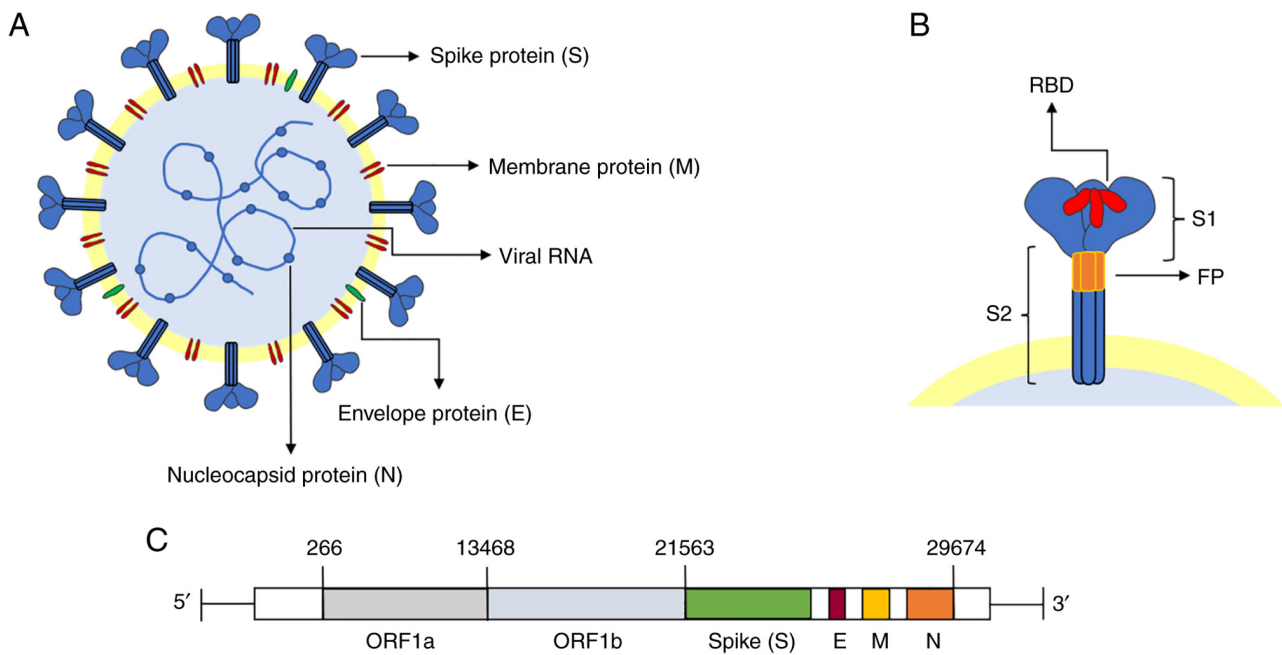 A
Spike protein (S)
Membrane protein (M)
Viral RNA
Envelope protein (E)
Nucleocapsid protein (N)
B
RBD
S1
FP
S2
C
266 13468 21563 29674
5′ 3′
ORF1a ORF1b Spike (S) E M N